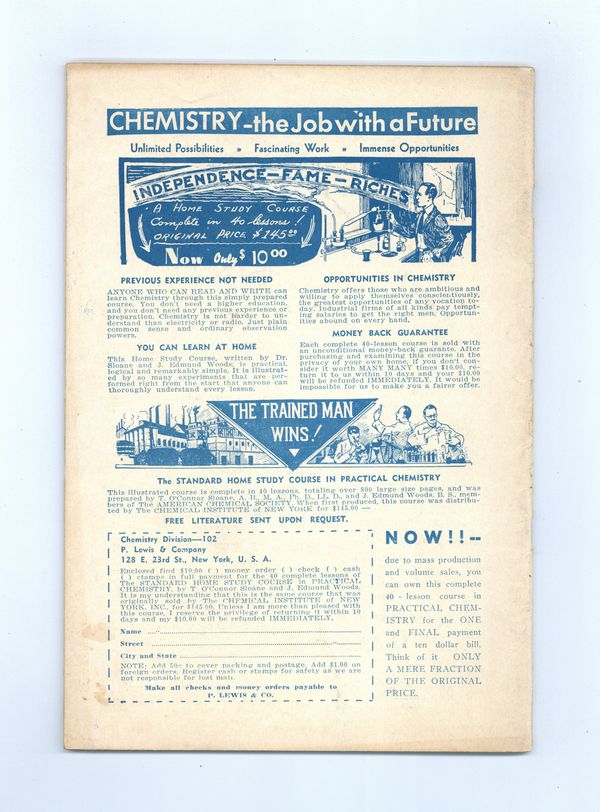 CHEMISTRY-the Job with a Future
Unlimited Possibilities » Fascinating Work » Immense Opportunities
INDEPENDENCE-FAME-RICHES
A HOME STUDY COURSE
Complete in 40 lessons!
ORIGINAL PRICE $145.00
Now Only $10.00
PREVIOUS EXPERIENCE NOT NEEDED
ANYONE WHO CAN READ AND WRITE can
learn Chemistry through this simply prepared
course. You don't need a higher education,
and you don't need any previous experience or
preparation. Chemistry is not harder to un-
derstand than electricity or radio. Just plain
common sense and ordinary observation
powers.
YOU CAN LEARN AT HOME
This Home Study Course, written by Dr.
Sloane and J. Edmund Woods, is practical,
logical and remarkably simple. It is illustrat-
ed by so many experiments that are per-
formed right from the start that anyone can
thoroughly understand every lesson.
OPPORTUNITIES IN CHEMISTRY
Chemistry offers those who are ambitious and
willing to apply themselves conscientiously,
the greatest opportunities of any vocation to-
day. Industrial firms of all kinds pay tempt-
ing salaries to get the right men. Opportun-
ities abound on every hand.
MONEY BACK GUARANTEE
Each complete 40-lesson course is sold with
an unconditional money-back guarante. After
purchasing and examining this course in the
privacy of your own home, if you don't con-
sider it worth MANY MANY times $10.00, re-
turn it to us within 10 days and your $10.00
will be refunded IMMEDIATELY. It would be
impossible for us to make you a fairer offer.
THE TRAINED MAN
WINS!
The STANDARD HOME STUDY COURSE IN PRACTICAL CHEMISTRY
This illustrated course is complete in 40 lessons, totaling over 800 large size pages, and was
prepared by T. O'Connor Sloane, A. B., M. A., Ph. D., LL. D., and J. Edmund Woods, B. S., mem-
bers of The AMERICAN CHEMICAL SOCIETY. When first produced, this course was distribu-
ted by The CHEMICAL INSTITUTE of NEW YORK for $145.00 —
FREE LITERATURE SENT UPON REQUEST.
Chemistry Division—102
P. Lewis & Company
128 E. 23rd St., New York, U. S. A.
Enclosed find $10.00 ( ) money order ( ) check ( ) cash
( ) stamps in full payment for the 40 complete lessons of
The STANDARD HOME STUDY COURSE in PRACTICAL
CHEMISTRY, by T. O'Connor Sloane and J. Edmund Woods.
It is my understanding that this is the same course that was
originally sold by The CHEMICAL INSTITUTE of NEW
YORK, INC., for $145.00. Unless I am more than pleased with
this course, I reserve the privilege of returning it within 10
days and my $10.00 will be refunded IMMEDIATELY.
Name
Street
City and State
NOTE: Add 50c to cover packing and postage. Add $1.00 on
foreign orders. Register cash or stamps for safety as we are
not responsible for lost mail.
Make all checks and money orders payable to
P. LEWIS & CO.
NOW!!--
due to mass production
and volume sales, you
can own this complete
40 - lesson course in
PRACTICAL CHEM-
ISTRY for the ONE
and FINAL payment
of a ten dollar bill.
Think of it ONLY
A MERE FRACTION
OF THE ORIGINAL
PRICE.